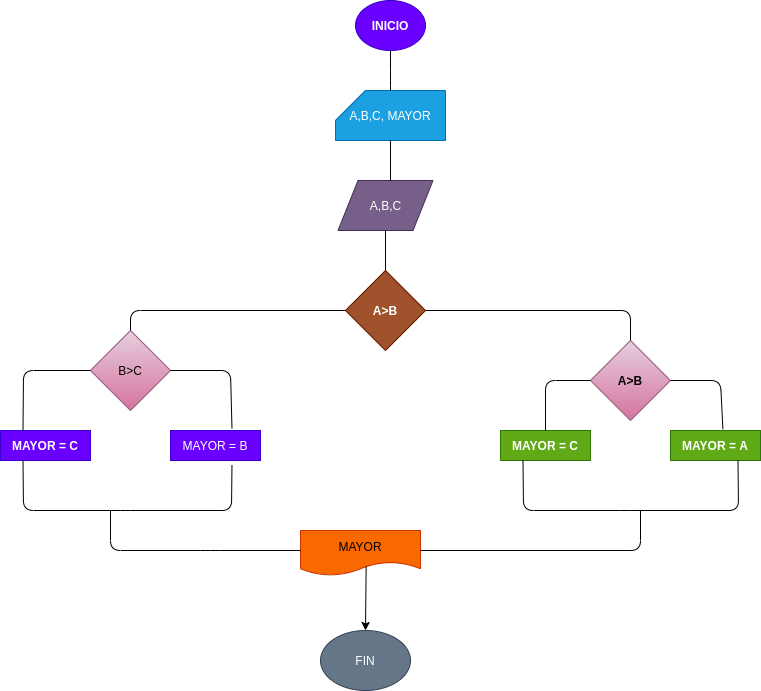 INICIO
A,B,C, MAYOR
A,B,C
A>B
B>C
A>B
MAYOR = C
MAYOR = B
MAYOR = C
MAYOR = A
MAYOR
FIN